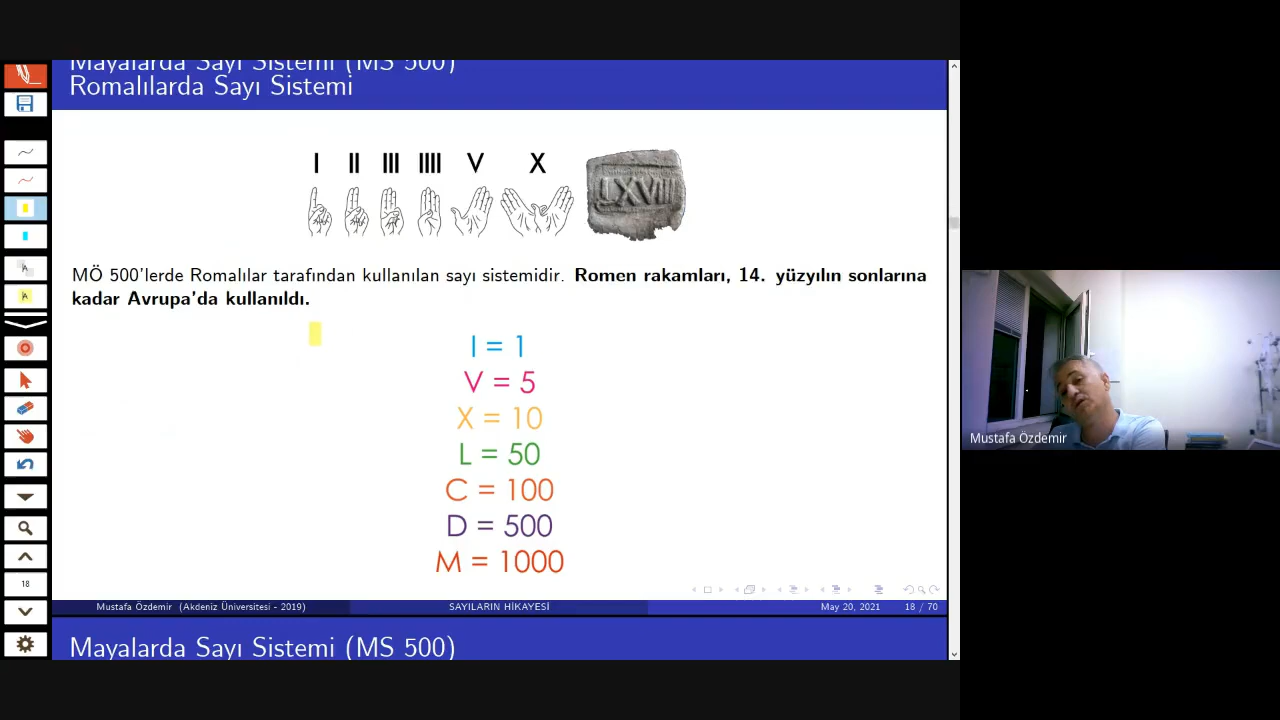 Mayalarda Sayı Sistemi (MS 500)
Romalılarda Sayı Sistemi
I II III IIII V X
LXVIII
MÖ 500'lerde Romalılar tarafından kullanılan sayı sistemidir. Romen rakamları, 14. yüzyılın sonlarına
kadar Avrupa'da kullanıldı.
I = 1
V = 5
X = 10
L = 50
C = 100
D = 500
M = 1000
Mustafa Özdemir (Akdeniz Üniversitesi - 2019) SAYILARIN HİKAYESİ May 20, 2021 18 / 70
Mayalarda Sayı Sistemi (MS 500)
A
A
18
Mustafa Özdemir